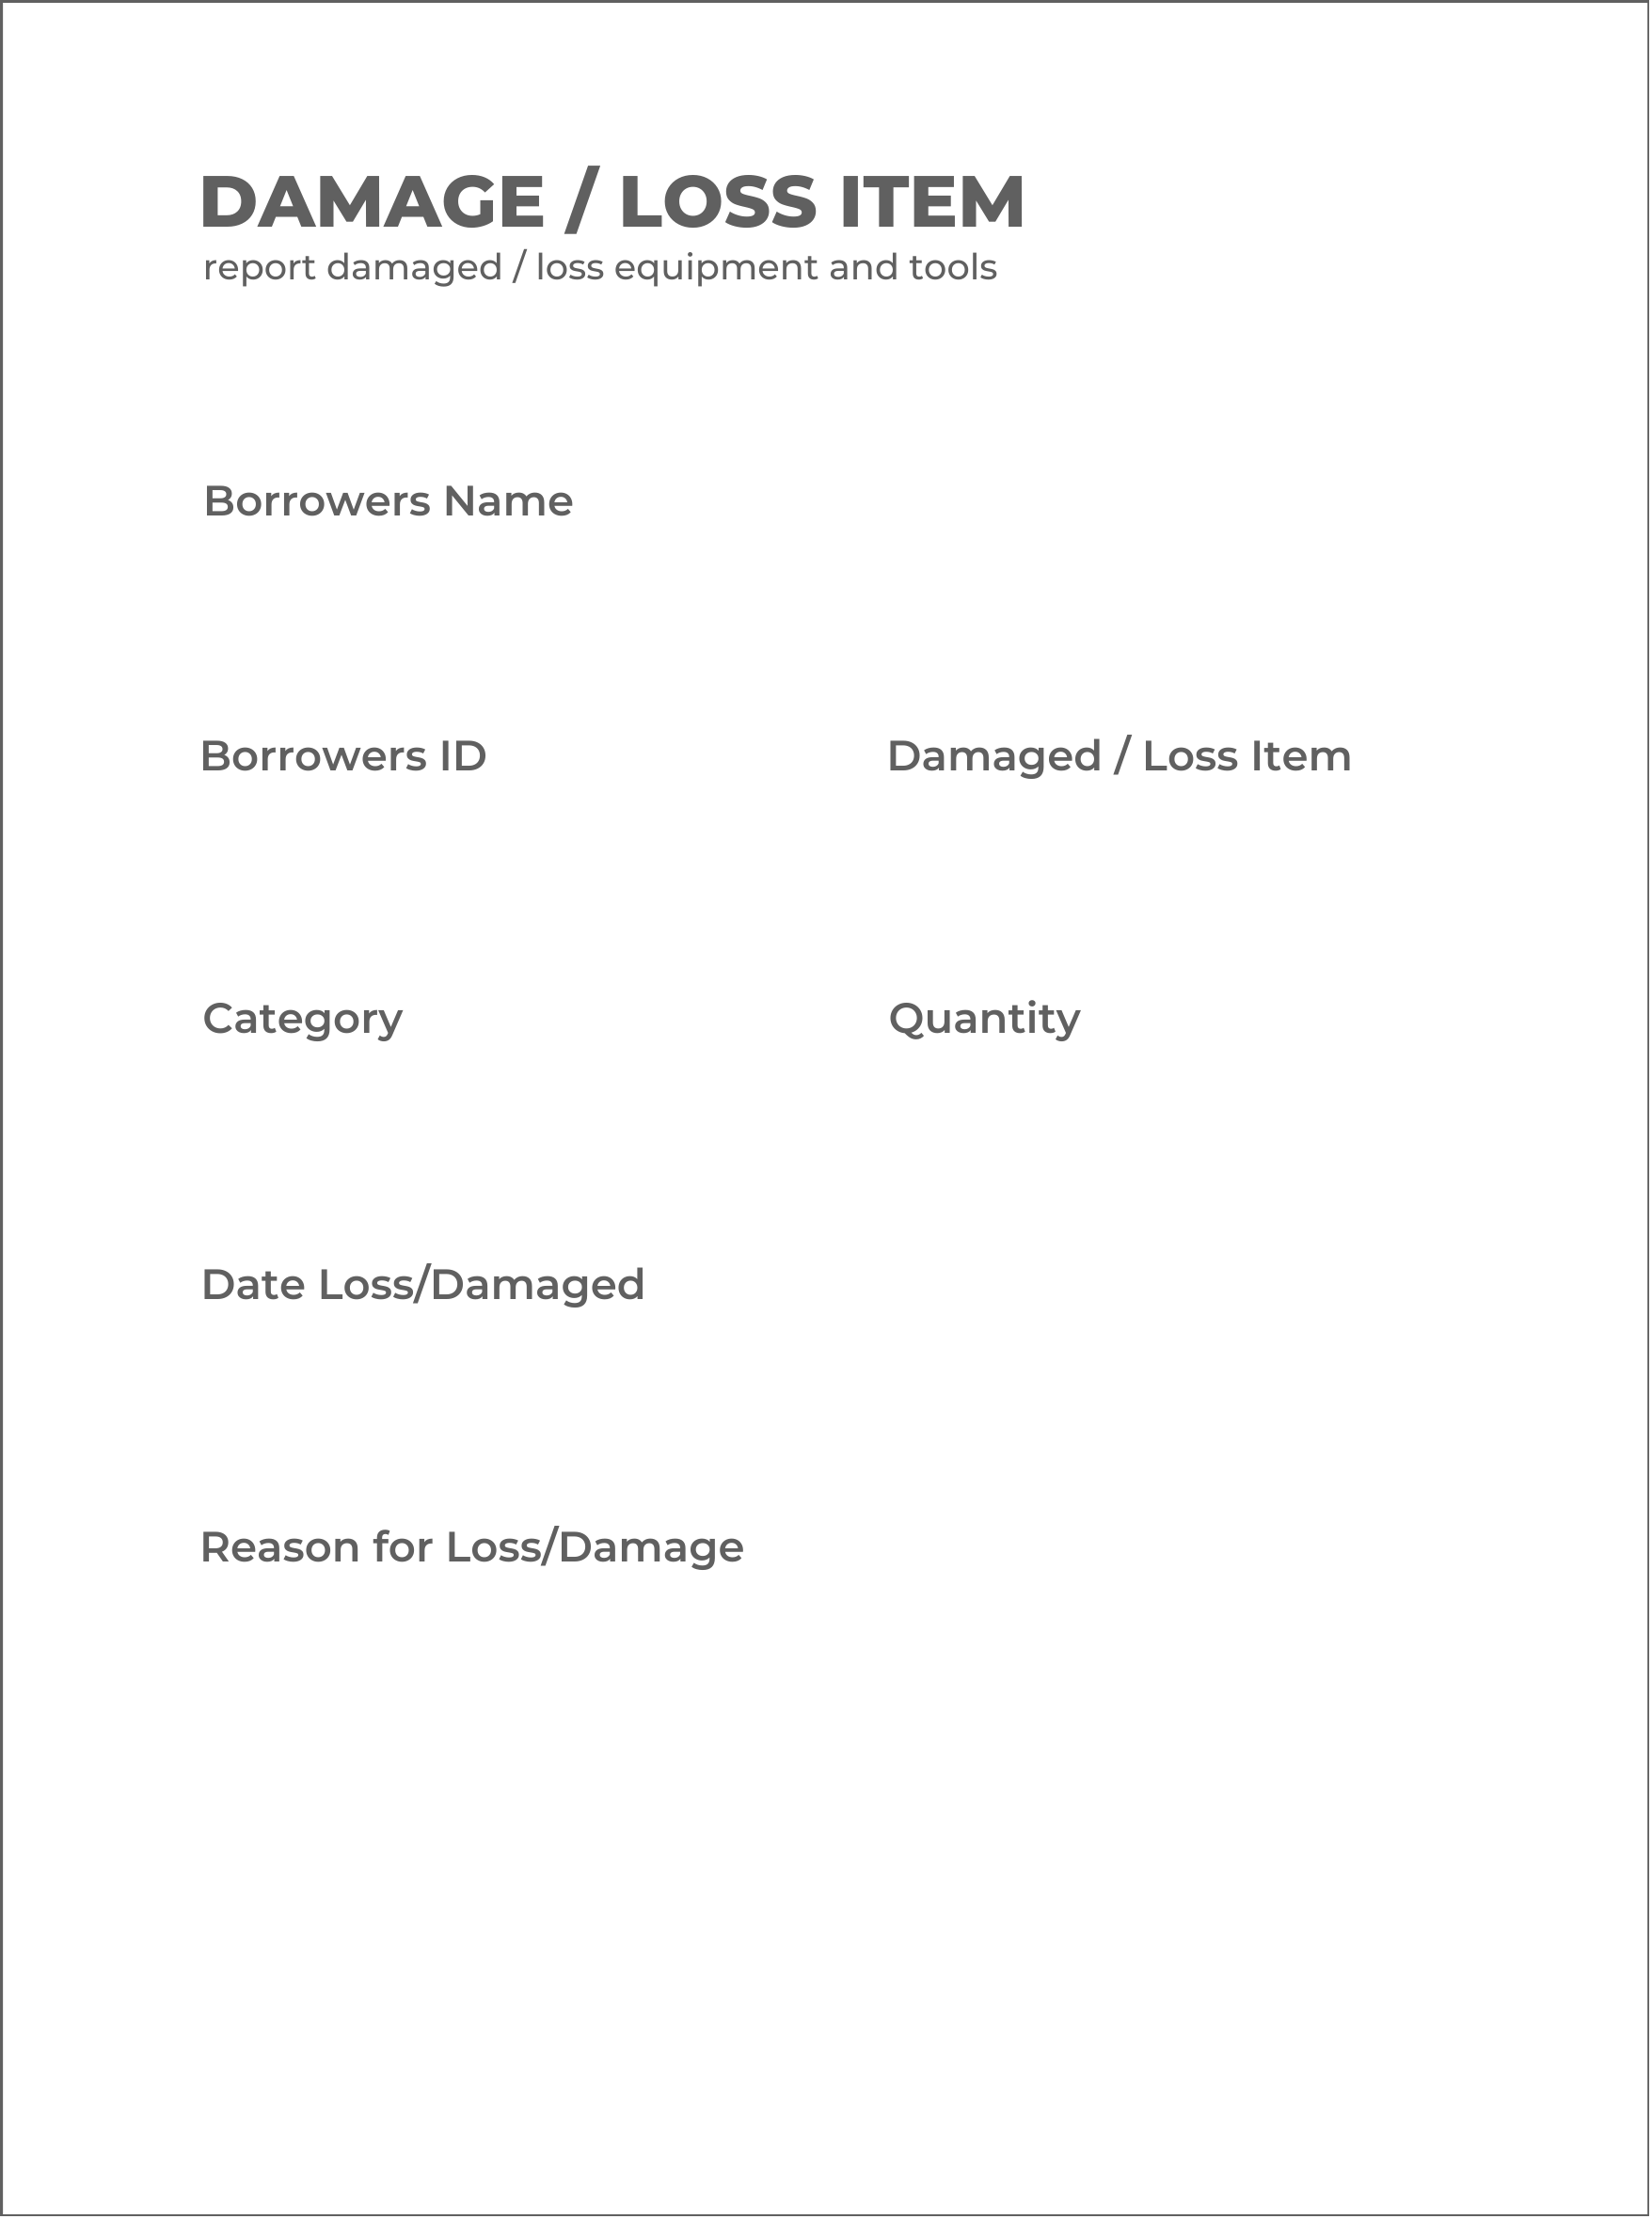 DAMAGE / LOSS ITEM
report damaged / loss equipment and tools
Borrowers Name
Borrowers ID
Damaged / Loss Item
Category
Quantity
Date Loss/Damaged
Reason for Loss/Damage